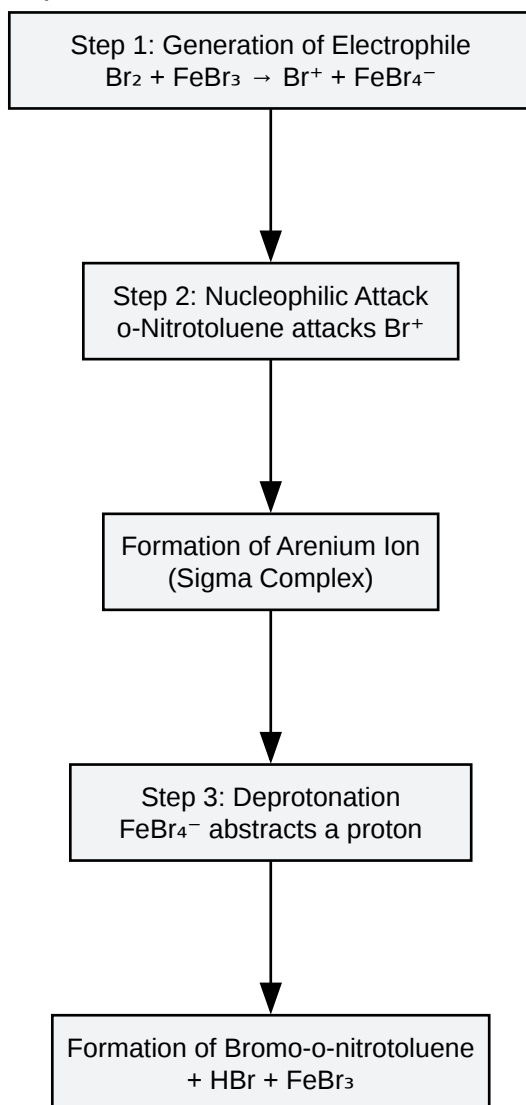 Step 1: Generation of Electrophile
Br₂ + FeBr₃ → Br⁺ + FeBr₄⁻
Step 2: Nucleophilic Attack
o-Nitrotoluene attacks Br⁺
Formation of Arenium Ion
(Sigma Complex)
Step 3: Deprotonation
FeBr₄⁻ abstracts a proton
Formation of Bromo-o-nitrotoluene
+ HBr + FeBr₃